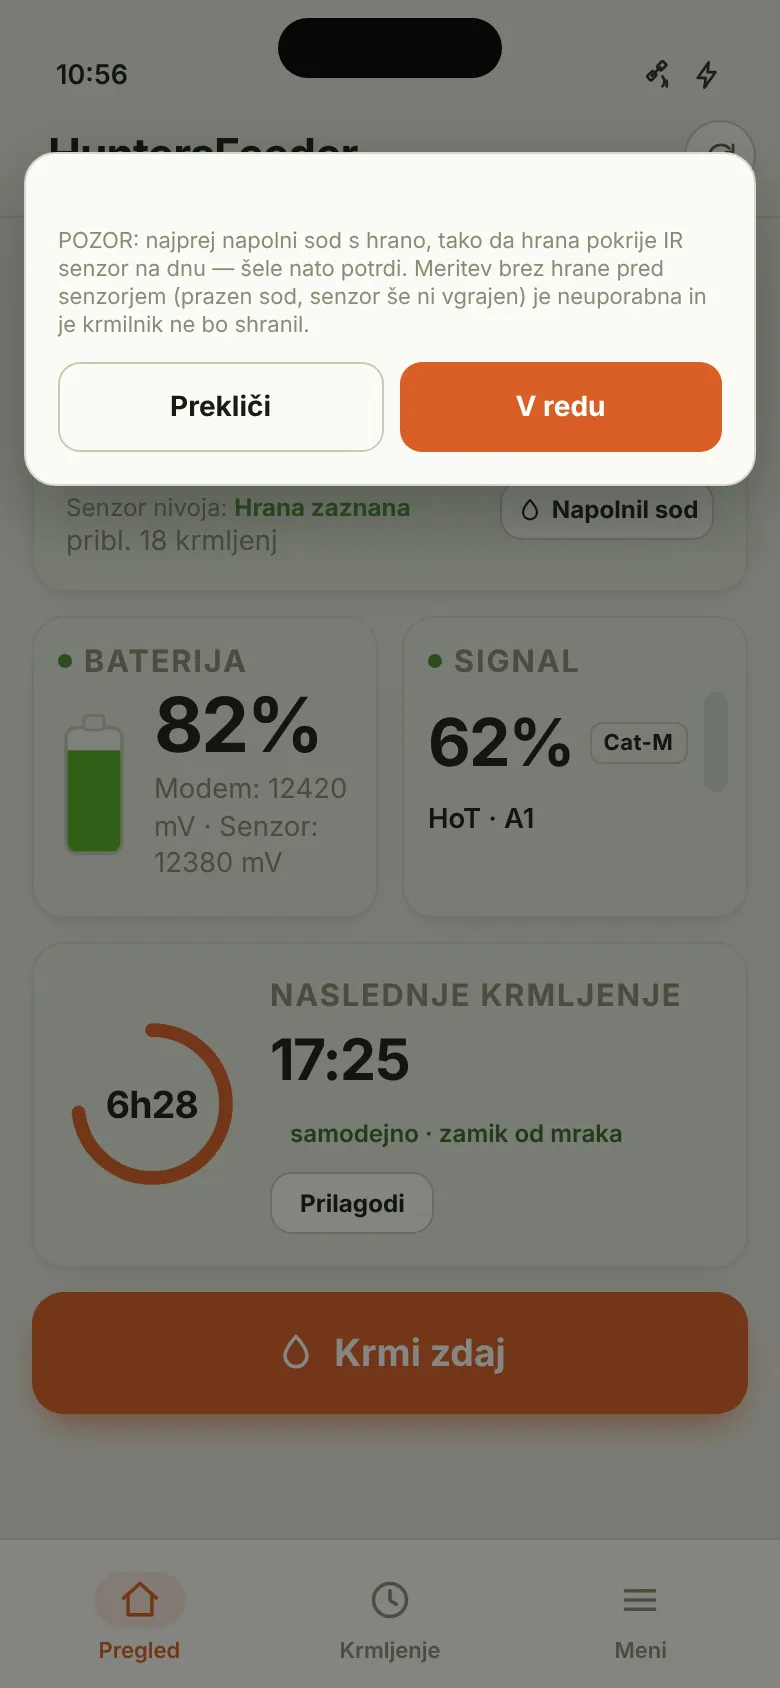 10:56
HuntersFeeder
POZOR: najprej napolni sod s hrano, tako da hrana pokrije IR
senzor na dnu — šele nato potrdi. Meritev brez hrane pred
senzorjem (prazen sod, senzor še ni vgrajen) je neuporabna in
je krmilnik ne bo shranil.
Prekliči
V redu
Senzor nivoja: Hrana zaznana
pribl. 18 krmljenj
Napolnil sod
BATERIJA
82%
Modem: 12420
mV · Senzor:
12380 mV
SIGNAL
62%
Cat-M
HoT · A1
NASLEDNJE KRMLJENJE
6h28
17:25
samodejno · zamik od mraka
Prilagodi
Krmi zdaj
Pregled
Krmljenje
Meni